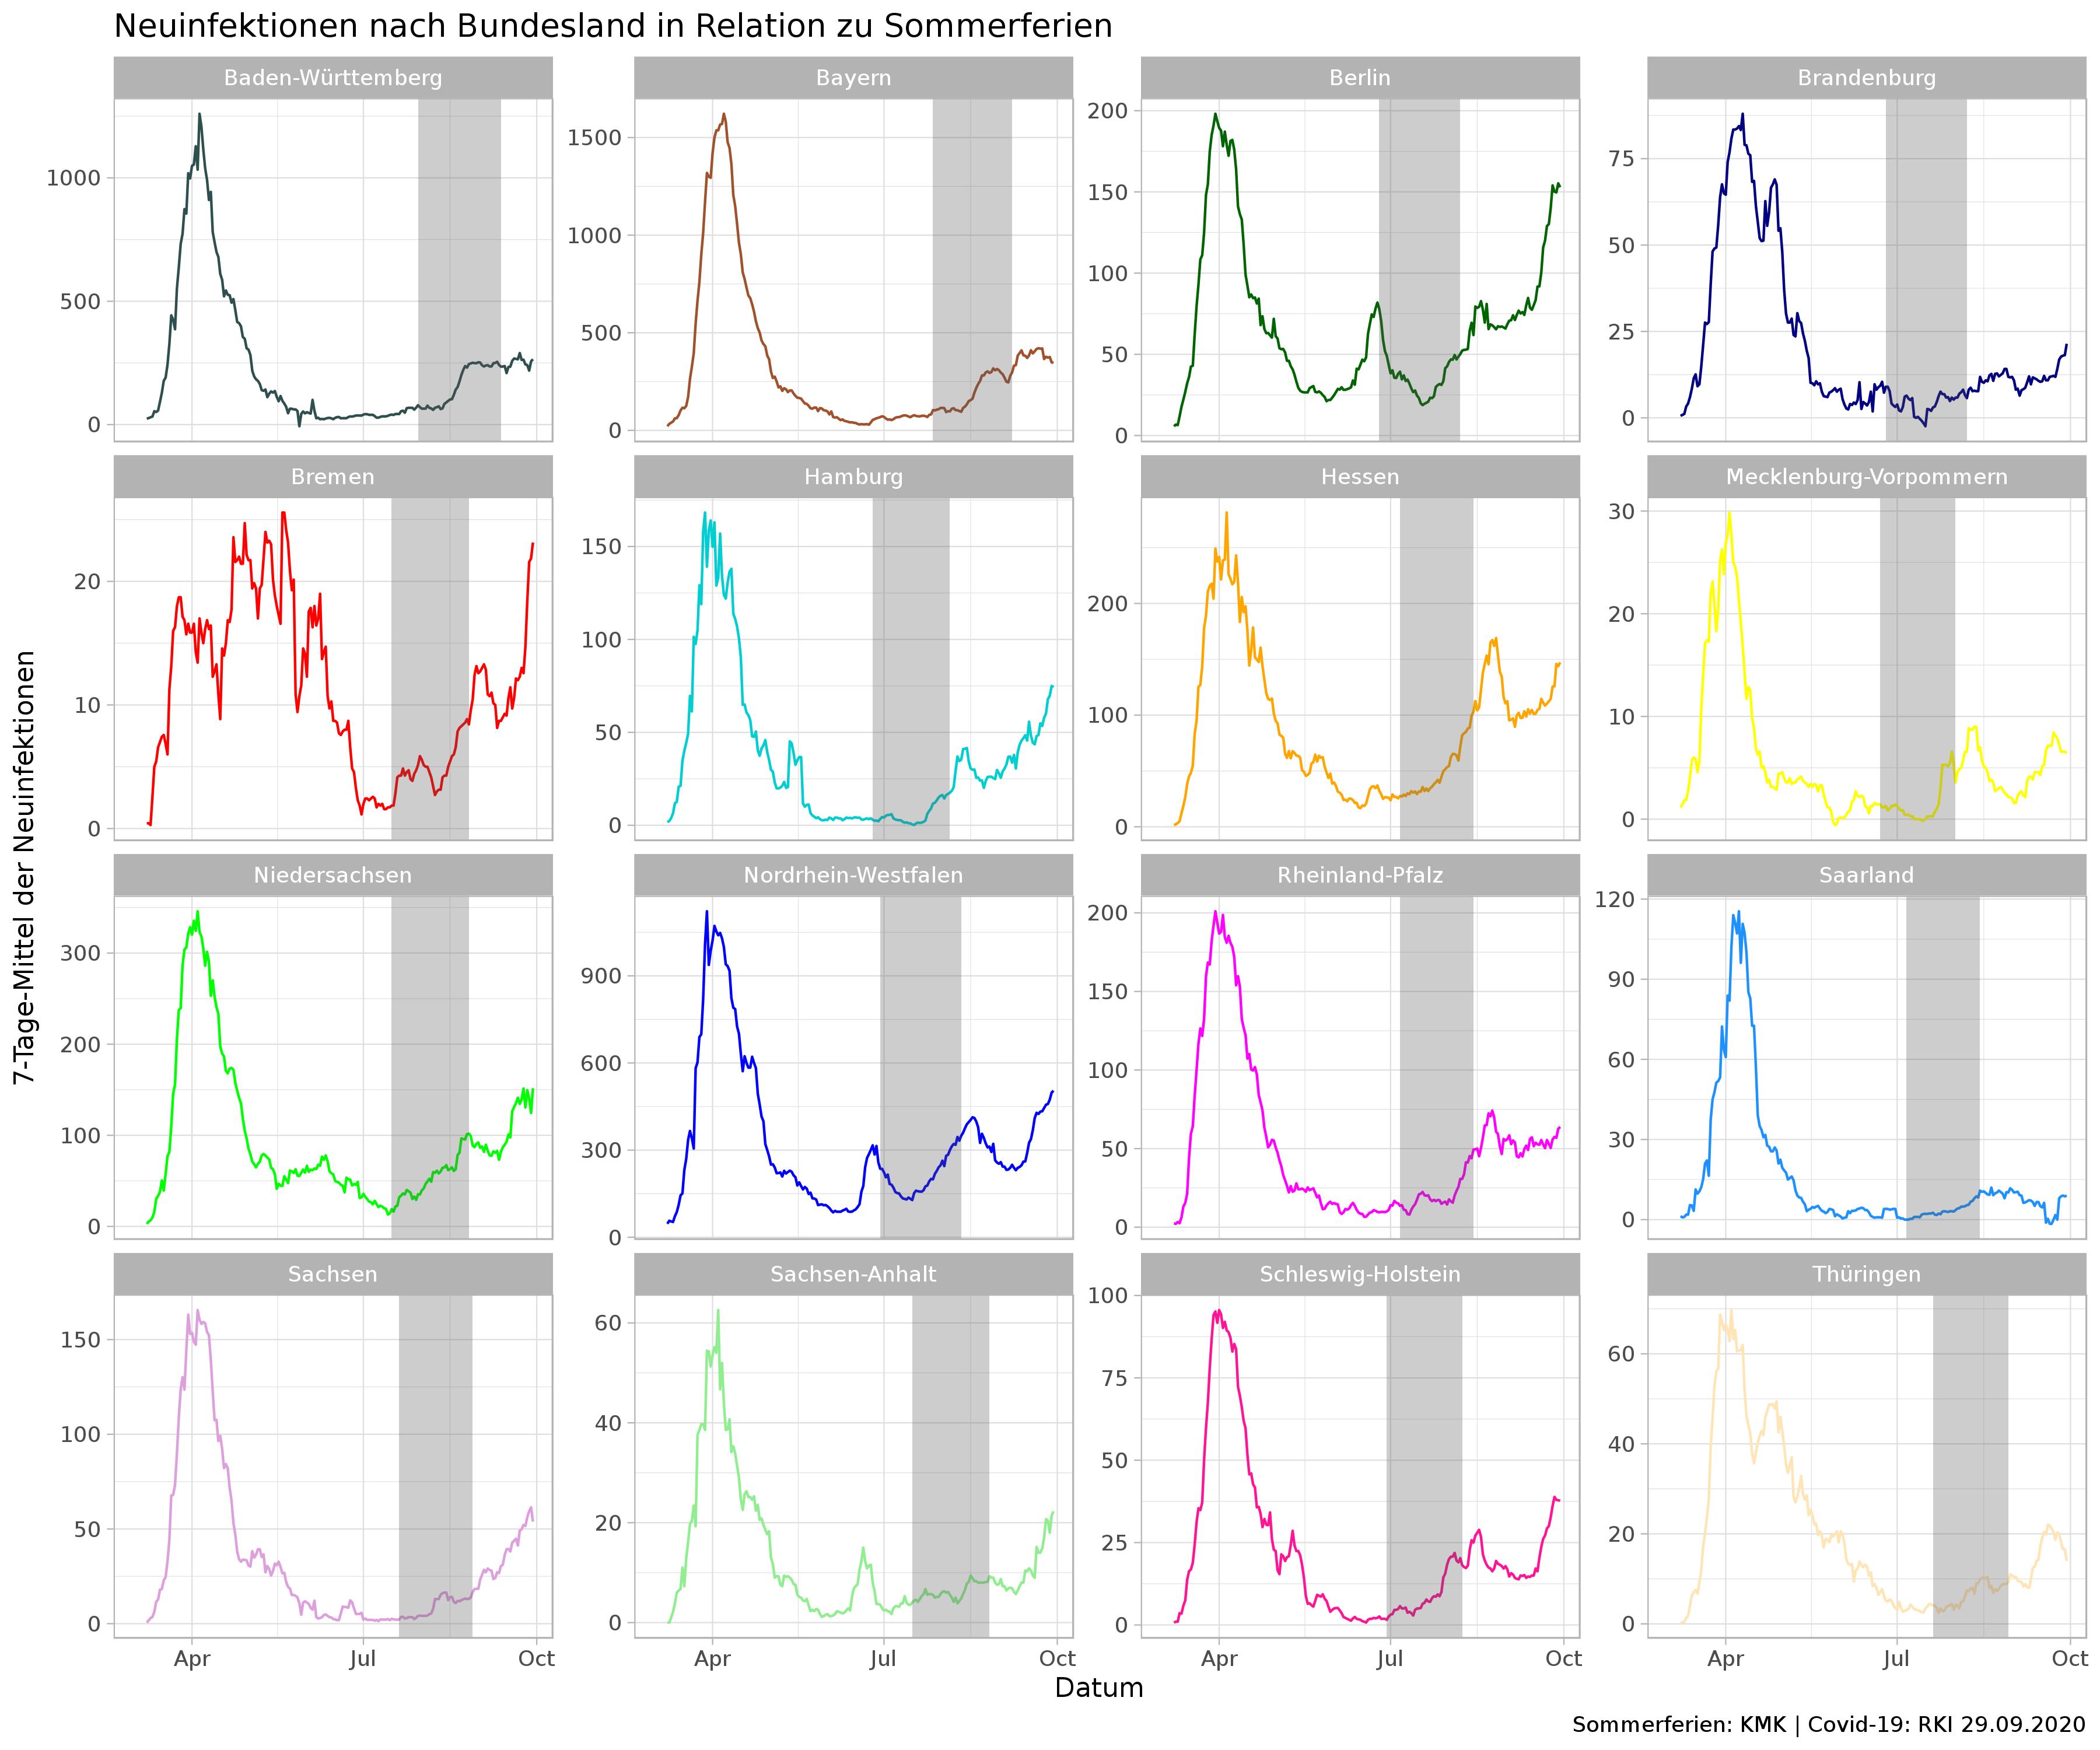 Neuinfektionen nach Bundesland in Relation zu Sommerferien
7-Tage-Mittel der Neuinfektionen
Baden-Württemberg
1000
500
0
Bayern
1500
1000
500
0
Berlin
200
150
100
50
0
Brandenburg
75
50
25
0
Bremen
20
10
0
Hamburg
150
100
50
0
Hessen
200
100
0
Mecklenburg-Vorpommern
30
20
10
0
Niedersachsen
300
200
100
0
Nordrhein-Westfalen
900
600
300
0
Rheinland-Pfalz
200
150
100
50
0
Saarland
120
90
60
30
0
Sachsen
150
100
50
0
Sachsen-Anhalt
60
40
20
0
Schleswig-Holstein
100
75
50
25
0
Thüringen
60
40
20
0
Apr Jul Oct
Apr Jul Oct
Apr Jul Oct
Apr Jul Oct
Datum
Sommerferien: KMK | Covid-19: RKI 29.09.2020